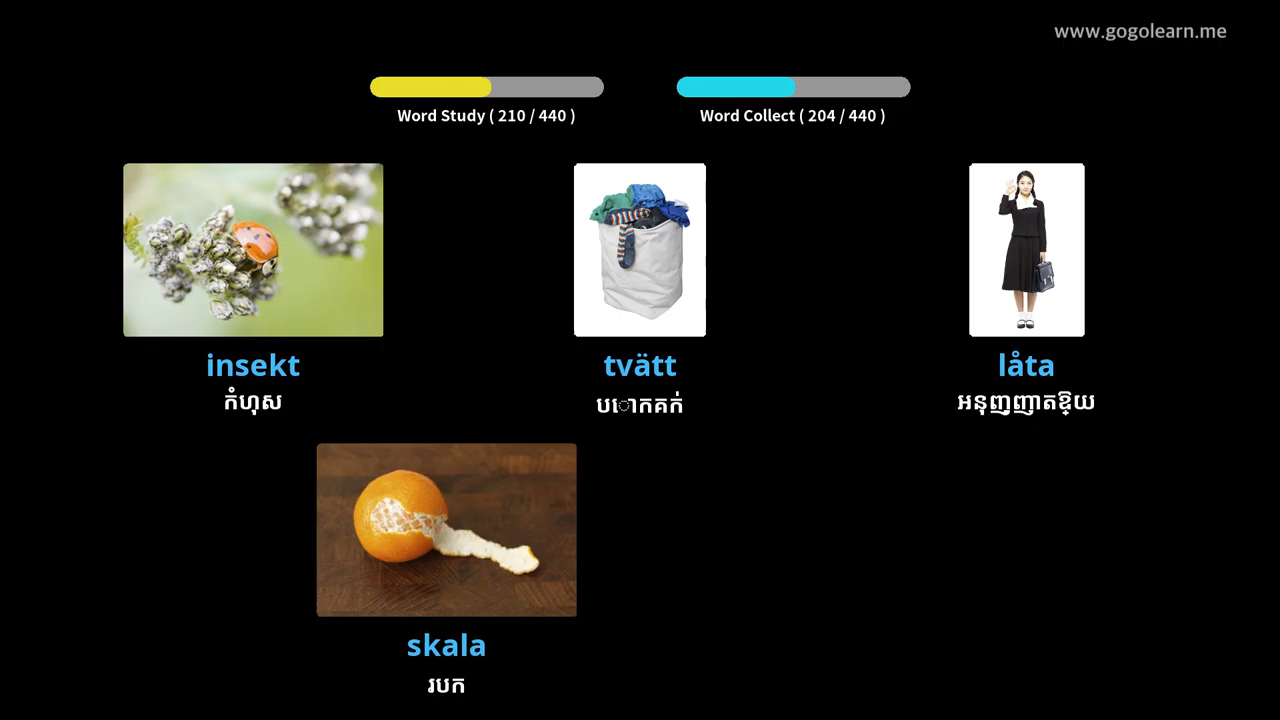 www.gogolearn.me
Word Study ( 210 / 440 )
Word Collect ( 204 / 440 )
insekt
tvätt
låta
កំហុស
បោកគក់
អនុញ្ញាតឱ្យ
skala
របក